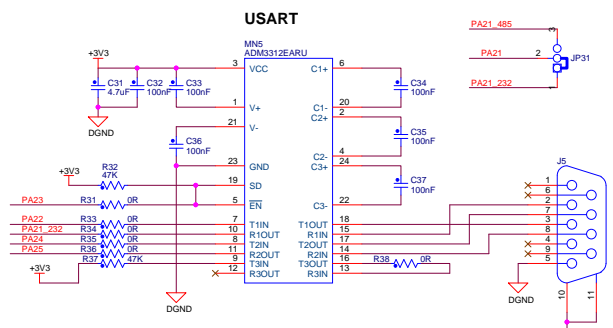 USART
PA21_485
PA21
PA21_232
3
2
1
JP31
MN5
ADM3312EARU
+3V3
C31
4.7uF
C32
100nF
C33
100nF
DGND
C36
100nF
3 VCC
1 V+
21 V-
23 GND
19 SD
5 EN
7 T1IN
10 R1OUT
8 T2IN
11 R2OUT
9 T3IN
12 R3OUT
C1+ 6
C1- 20
C2+ 2
C2- 4
C3+ 24
C3- 22
T1OUT 18
R1IN 15
T2OUT 17
R2IN 14
T3OUT 16
R3IN 13
C34
100nF
C35
100nF
C37
100nF
+3V3
R32
47K
PA23 R31 0R
PA22 R33 0R
PA21_232 R34 0R
PA24 R35 0R
PA25 R36 0R
R37 47K
+3V3
DGND
R38 0R
J5
1
6
2
7
3
8
4
9
5
10
11
DGND